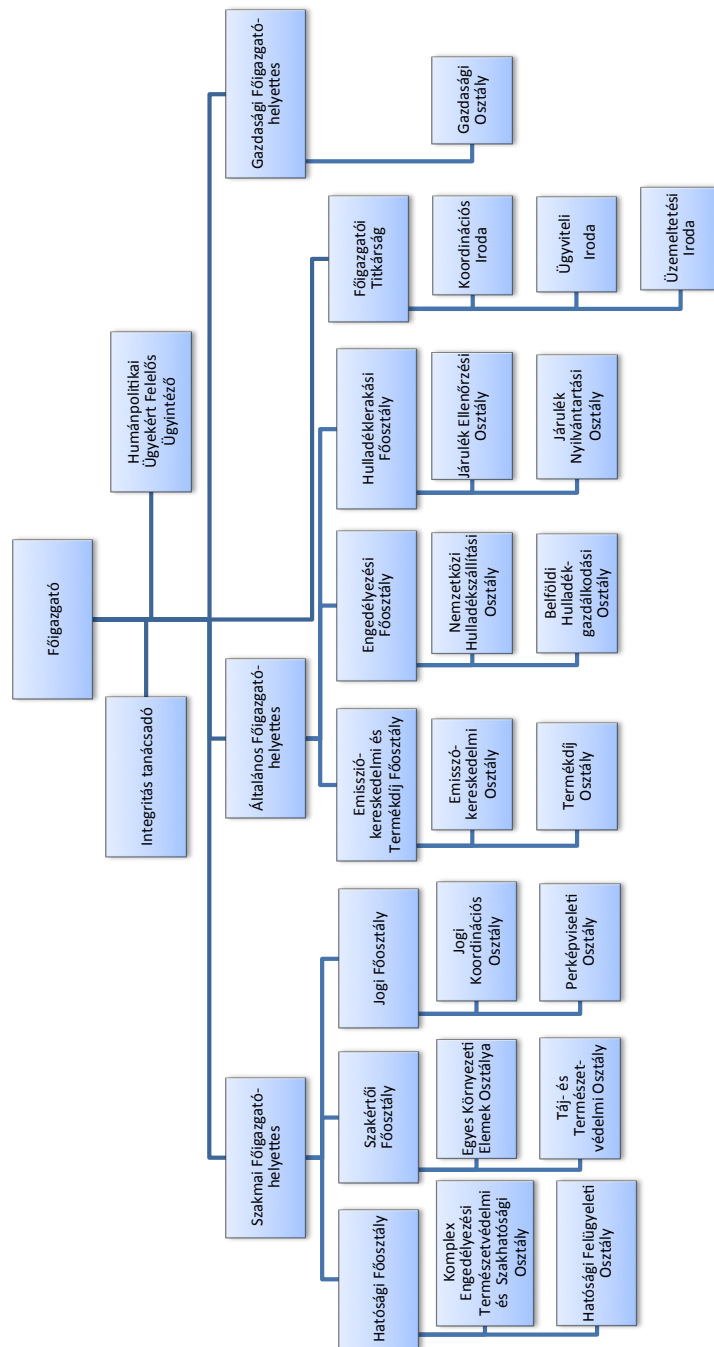 Főigazgató
Integritás tanácsadó
Humánpolitikai
Ügyekért Felelős
Ügyintéző
Szakmai Főigazgató-
helyettes
Általános Főigazgató-
helyettes
Gazdasági Főigazgató-
helyettes
Hatósági Főosztály
Szakértői
Főosztály
Jogi Főosztály
Emisszió-
kereskedelmi és
Termékdíj Főosztály
Engedélyezési
Főosztály
Hulladéklerakási
Főosztály
Főigazgatói
Titkárság
Komplex
Engedélyezési
Természetvédelmi
és Szakhatósági
Osztály
Egyes Környezeti
Elemek Osztálya
Jogi
Koordinációs
Osztály
Emisszó-
kereskedelmi
Osztály
Nemzetközi
Hulladékszállítási
Osztály
Járulék Ellenőrzési
Osztály
Koordinációs
Iroda
Gazdasági
Osztály
Hatósági Felügyeleti
Osztály
Táj- és
Természet-
védelmi Osztály
Perképviseleti
Osztály
Termékdíj
Osztály
Belföldi
Hulladék-
gazdálkodási
Osztály
Járulék
Nyilvántartási
Osztály
Ügyviteli
Iroda
Üzemeltetési
Iroda